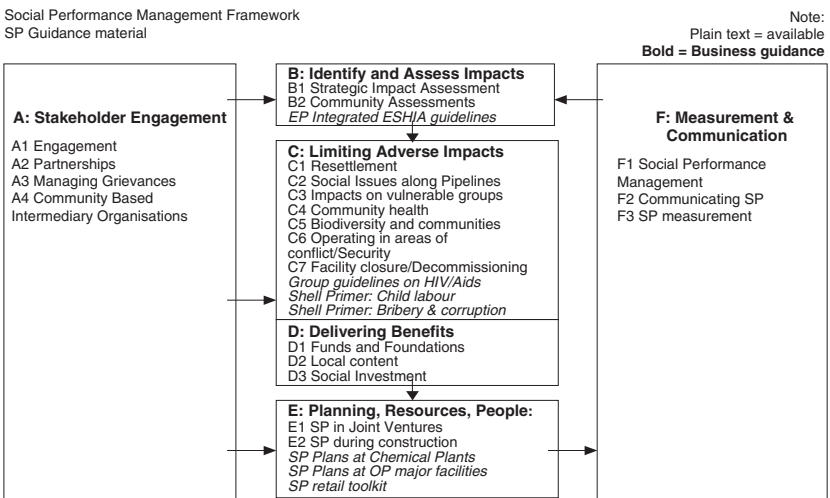 Social Performance Management Framework
SP Guidance material
Note:
Plain text = available
Bold = Business guidance
A: Stakeholder Engagement
A1 Engagement
A2 Partnerships
A3 Managing Grievances
A4 Community Based
Intermediary Organisations
B: Identify and Assess Impacts
B1 Strategic Impact Assessment
B2 Community Assessments
EP Integrated ESHIA guidelines
C: Limiting Adverse Impacts
C1 Resettlement
C2 Social Issues along Pipelines
C3 Impacts on vulnerable groups
C4 Community health
C5 Biodiversity and communities
C6 Operating in areas of
conflict/Security
C7 Facility closure/Decommissioning
Group guidelines on HIV/Aids
Shell Primer: Child labour
Shell Primer: Bribery & corruption
D: Delivering Benefits
D1 Funds and Foundations
D2 Local content
D3 Social Investment
E: Planning, Resources, People:
E1 SP in Joint Ventures
E2 SP during construction
SP Plans at Chemical Plants
SP Plans at OP major facilities
SP retail toolkit
F: Measurement &
Communication
F1 Social Performance
Management
F2 Communicating SP
F3 SP measurement